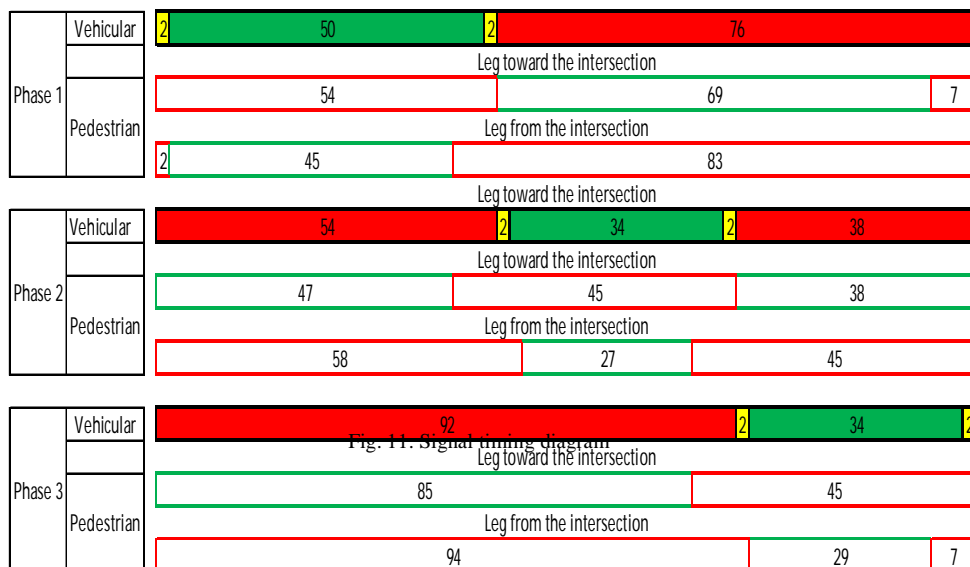 Vehicular 2 50 2 76
Leg toward the intersection
Phase 1 54 69 7
Pedestrian Leg from the intersection
2 45 83
Leg toward the intersection
Vehicular 54 2 34 2 38
Leg toward the intersection
Phase 2 47 45 38
Pedestrian Leg from the intersection
58 27 45
Vehicular 92 2 34 2
Fig. 11. Signal timing diagram
Leg toward the intersection
Phase 3 85 45
Pedestrian Leg from the intersection
94 29 7